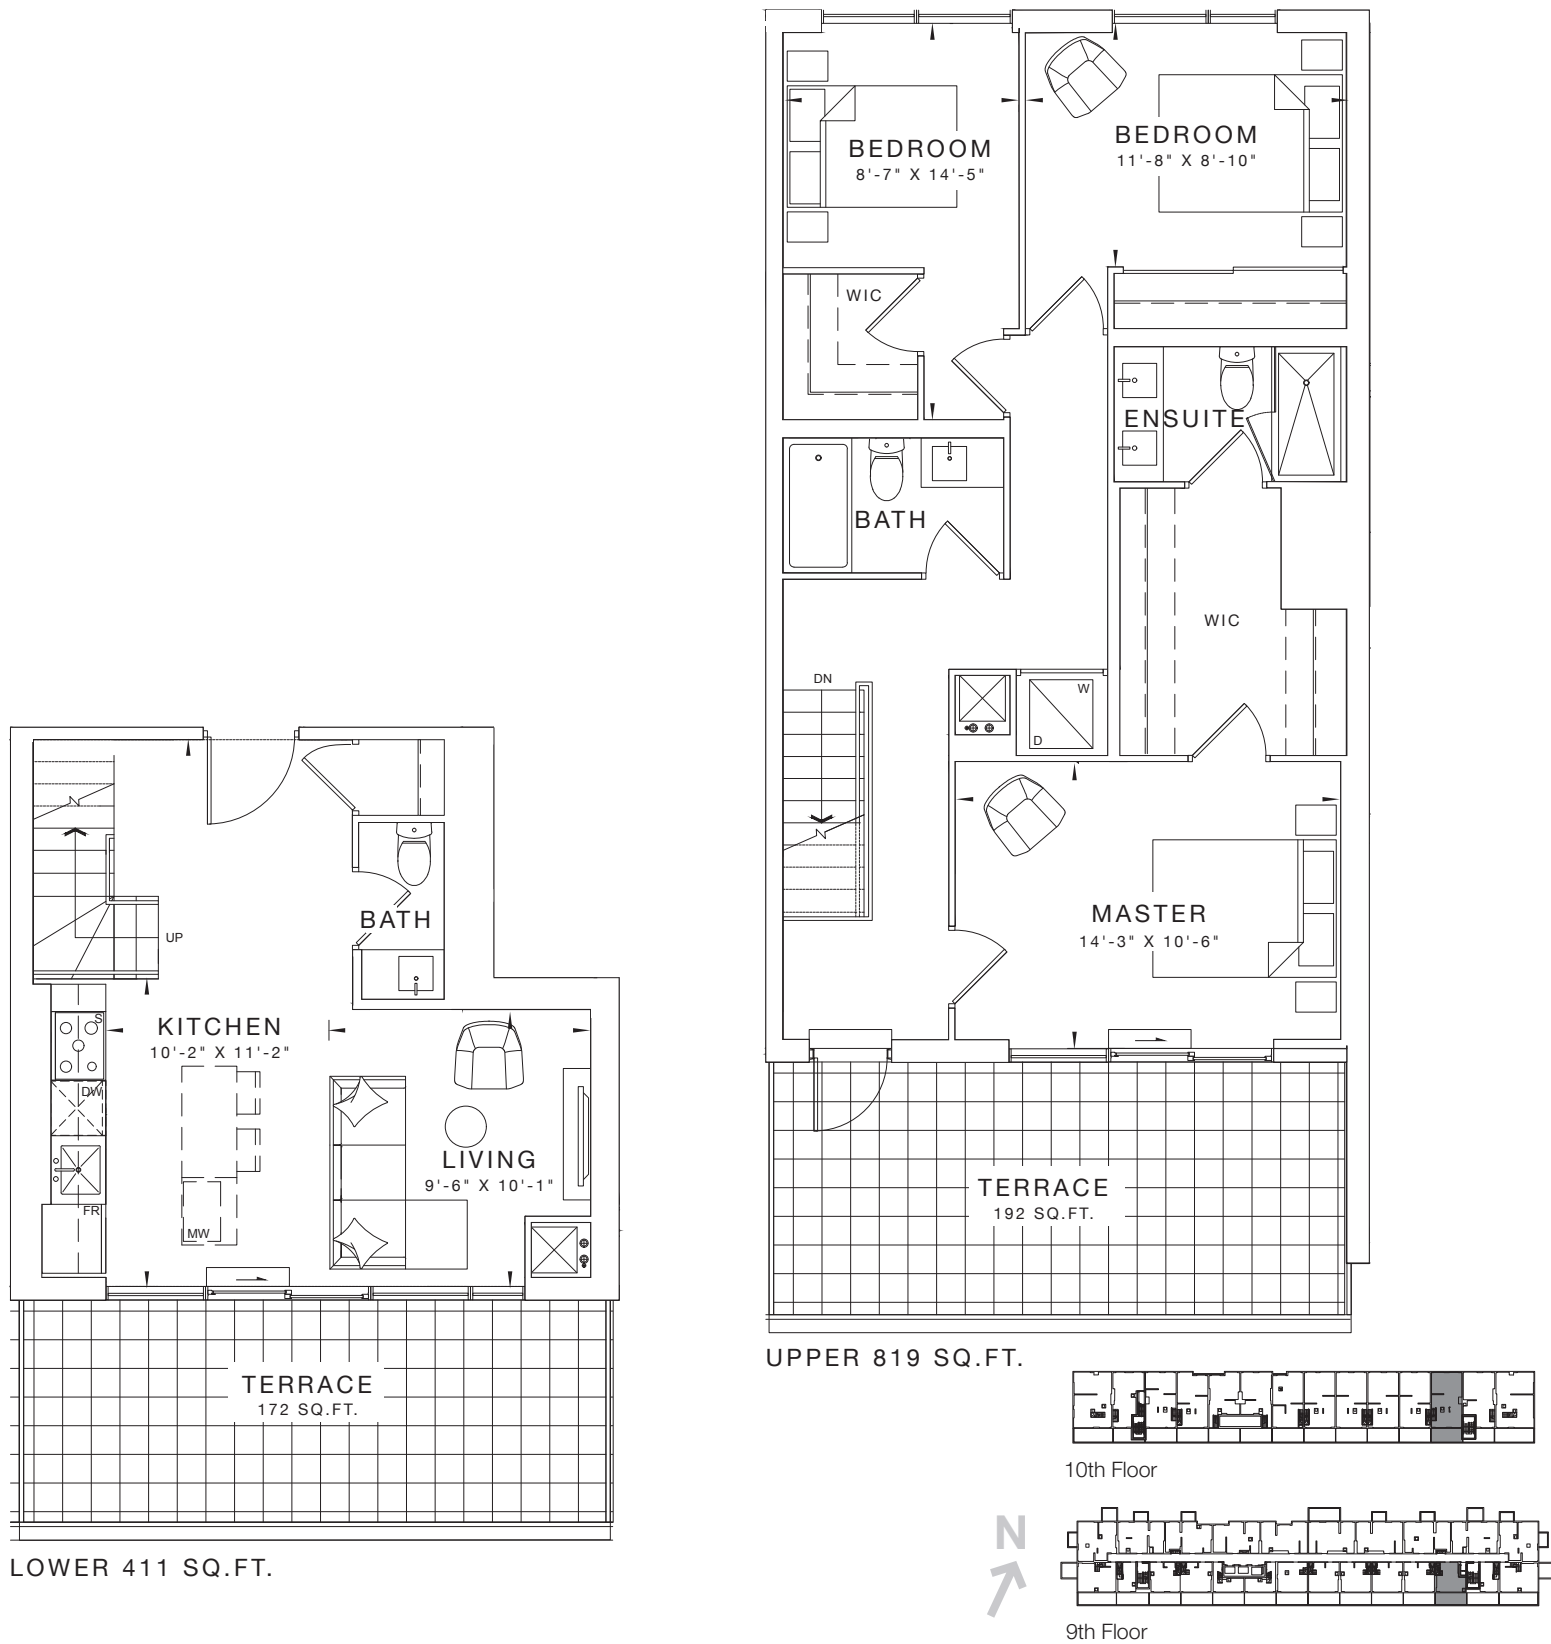 BEDROOM
8'-7" X 14'-5"
BEDROOM
11'-8" X 8'-10"
WIC
ENSUITE
BATH
WIC
DN
W
D
MASTER
14'-3" X 10'-6"
TERRACE
192 SQ.FT.
UPPER 819 SQ.FT.
UP
BATH
KITCHEN
10'-2" X 11'-2"
S
DW
FR
MW
LIVING
9'-6" X 10'-1"
TERRACE
172 SQ.FT.
LOWER 411 SQ.FT.
10th Floor
N
9th Floor